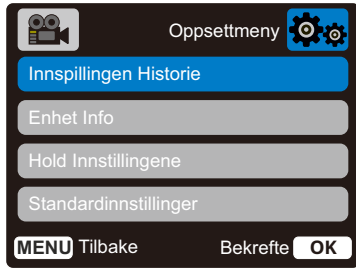 Oppsettmeny
Innspillingen Historie
Enhet Info
Hold Innstillingene
Standardinnstillinger
MENU Tilbake Bekrefte OK